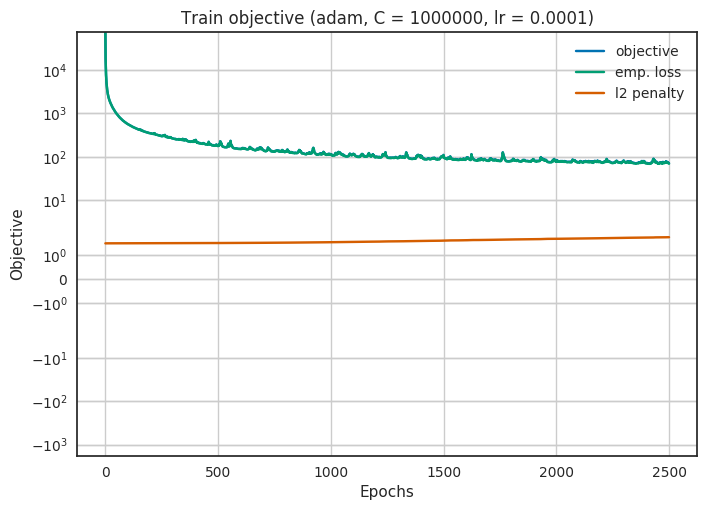 Train objective (adam, C = 1000000, lr = 0.0001)
objective
emp. loss
l2 penalty
Objective
10^4
10^3
10^2
10^1
10^0
0
−10^0
−10^1
−10^2
−10^3
0 500 1000 1500 2000 2500
Epochs